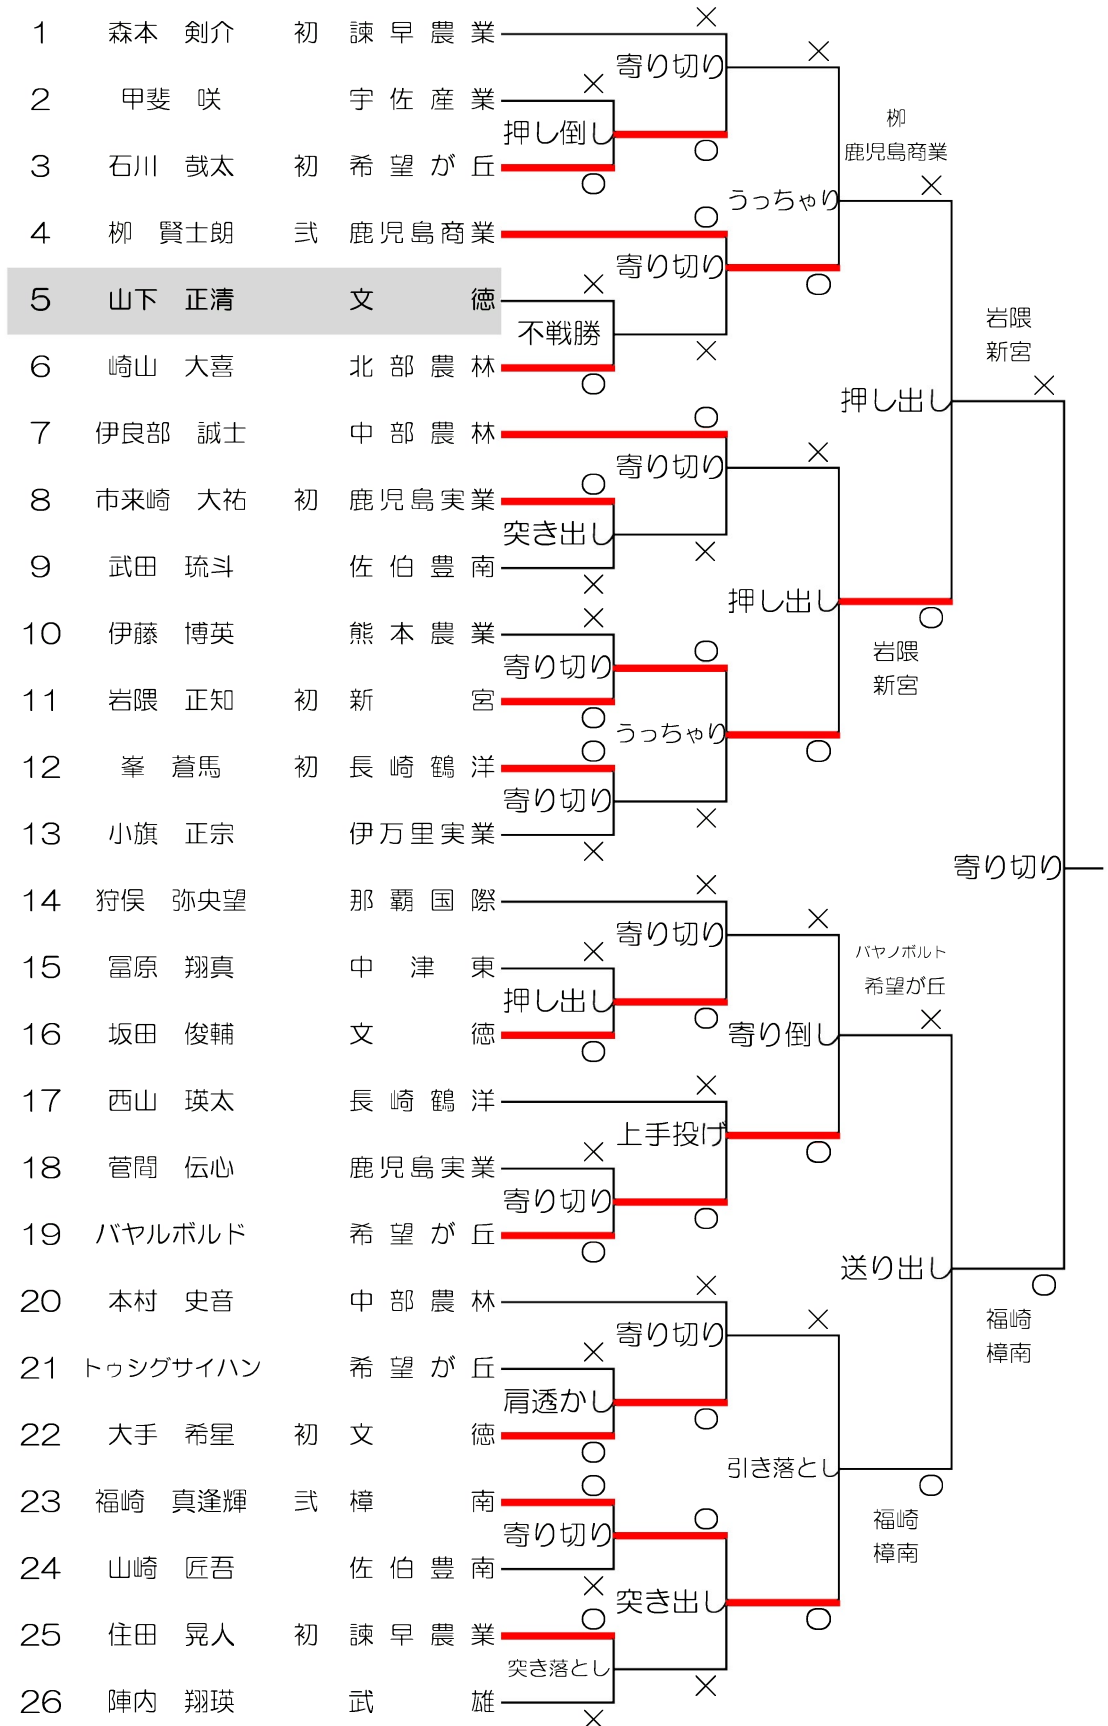 ×
1 森本 剣介 初 諫早農業
寄り切り
×
×
2 甲斐 咲 宇佐産業
栁
押し倒し
○
鹿児島商業
3 石川 哉太 初 希望が丘
○
×
うっちゃり
○
4 栁 賢士朗 弐 鹿児島商業
寄り切り
○
×
5 山下 正清 文徳
岩隈
不戦勝
×
新宮
6 崎山 大喜 北部農林
○
×
押し出し
○
7 伊良部 誠士 中部農林
×
寄り切り
○
8 市来崎 大祐 初 鹿児島実業
突き出し
×
9 武田 琉斗 佐伯豊南
×
押し出し
○
×
10 伊藤 博英 熊本農業
○
岩隈
寄り切り
新宮
11 岩隈 正知 初 新宮
○
うっちゃり
○
○
12 峯 蒼馬 初 長崎鶴洋
寄り切り
×
13 小旗 正宗 伊万里実業
×
寄り切り
×
14 狩俣 弥央望 那覇国際
×
寄り切り
×
バヤノボルト
15 冨原 翔真 中津東
希望が丘
押し出し
○
×
16 坂田 俊輔 文徳
寄り倒し
○
×
17 西山 瑛太 長崎鶴洋
上手投げ
○
×
18 菅間 伝心 鹿児島実業
寄り切り
○
19 バヤルボルド 希望が丘
○
送り出し
×
○
20 本村 史音 中部農林
福崎
寄り切り
×
×
樟南
21 トゥシグサイハン 希望が丘
肩透かし
○
22 大手 希星 初 文徳
○
引き落とし
○
○
23 福崎 真逢輝 弐 樟南
○
福崎
寄り切り
樟南
24 山崎 匠吾 佐伯豊南
×
突き出し
○
○
25 住田 晃人 初 諫早農業
突き落とし
×
26 陣内 翔瑛 武雄
×